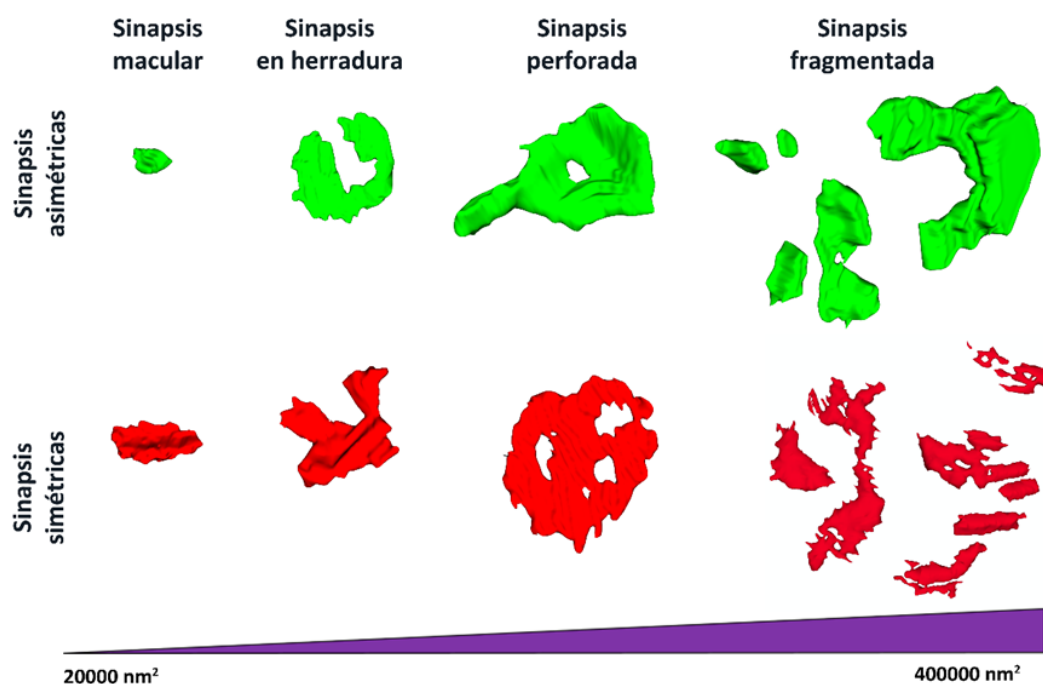 Sinapsis
macular
Sinapsis
en herradura
Sinapsis
perforada
Sinapsis
fragmentada
Sinapsis
asimétricas
Sinapsis
simétricas
20000 nm²
400000 nm²